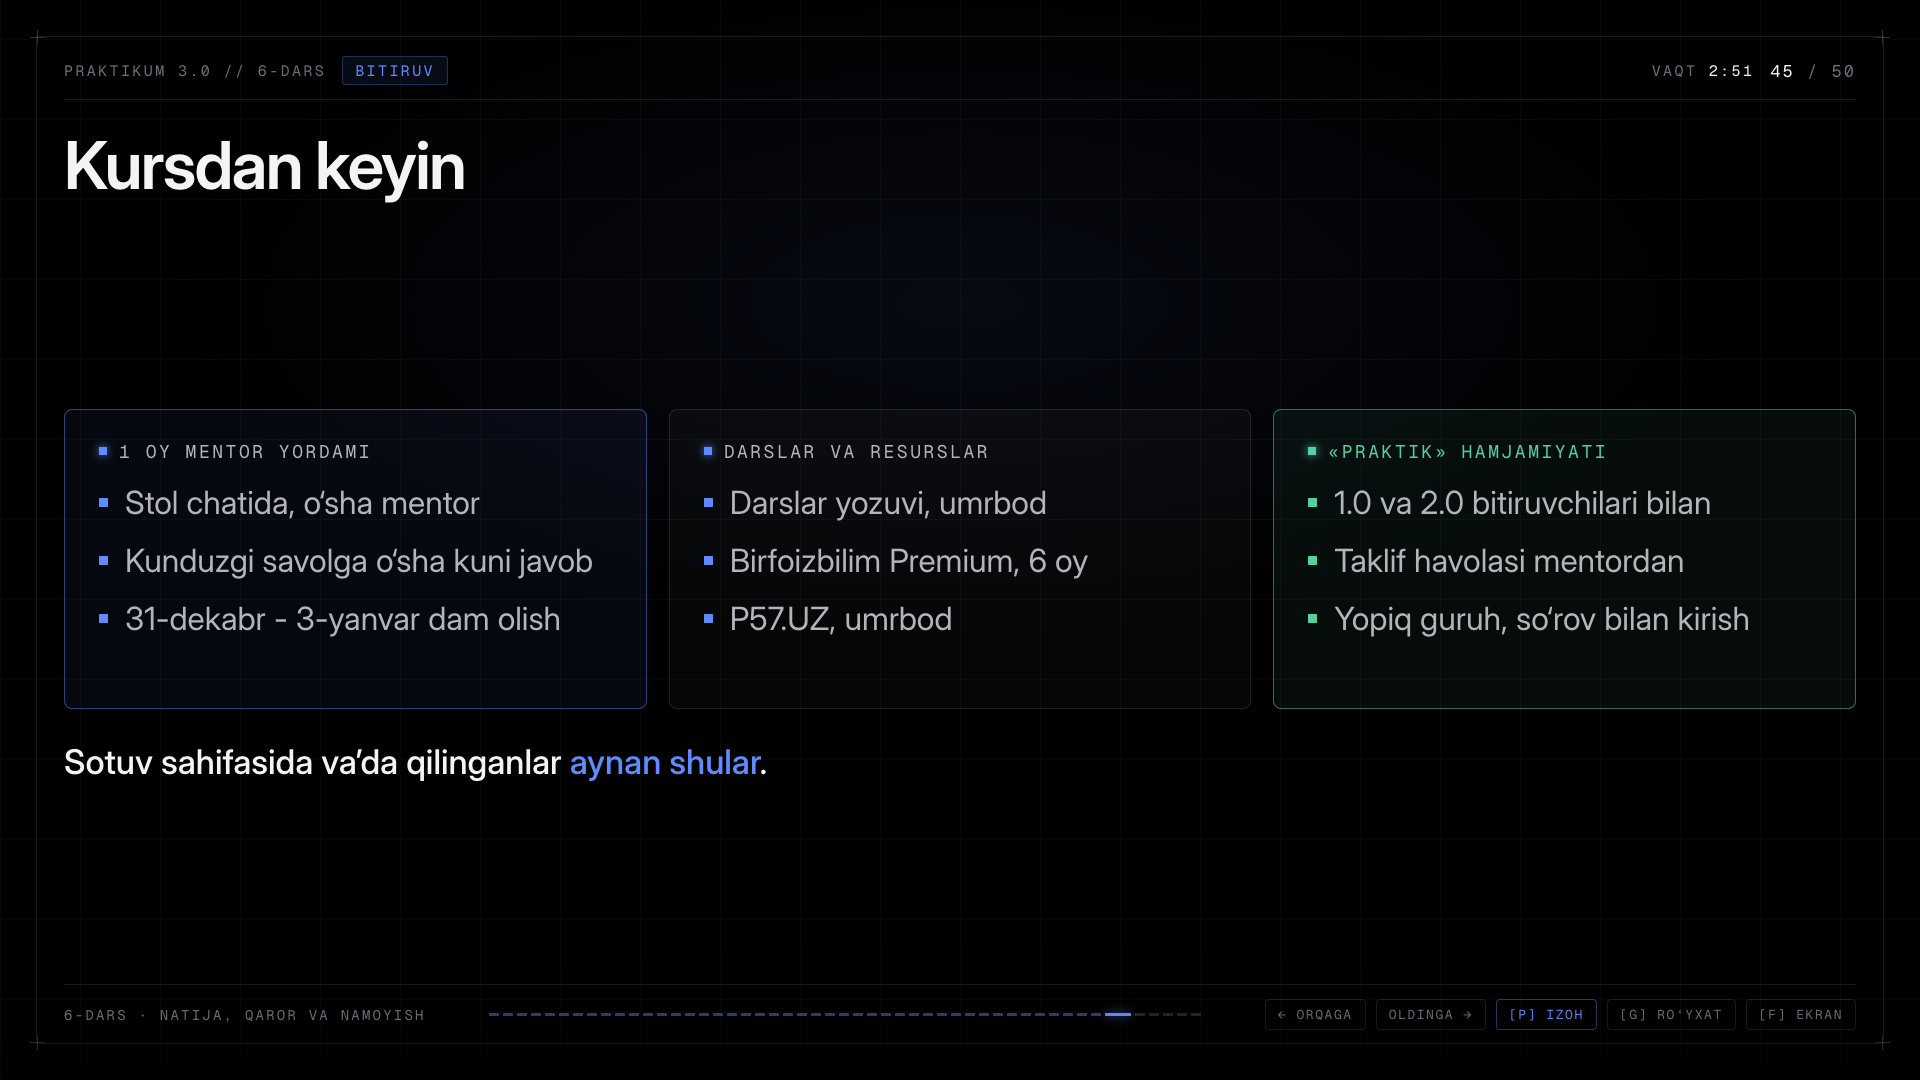 PRAKTIKUM 3.0 // 6-DARS BITIRUV VAQT 2:51 45 / 50
Kursdan keyin
1 OY MENTOR YORDAMI
Stol chatida, o‘sha mentor
Kunduzgi savolga o‘sha kuni javob
31-dekabr - 3-yanvar dam olish
DARSLAR VA RESURSLAR
Darslar yozuvi, umrbod
Birfoizbilim Premium, 6 oy
P57.UZ, umrbod
«PRAKTIK» HAMJAMIYATI
1.0 va 2.0 bitiruvchilari bilan
Taklif havolasi mentordan
Yopiq guruh, so‘rov bilan kirish
Sotuv sahifasida va’da qilinganlar aynan shular.
6-DARS · NATIJA, QAROR VA NAMOYISH ← ORQAGA OLDINGA → [P] IZOH [G] RO‘YXAT [F] EKRAN